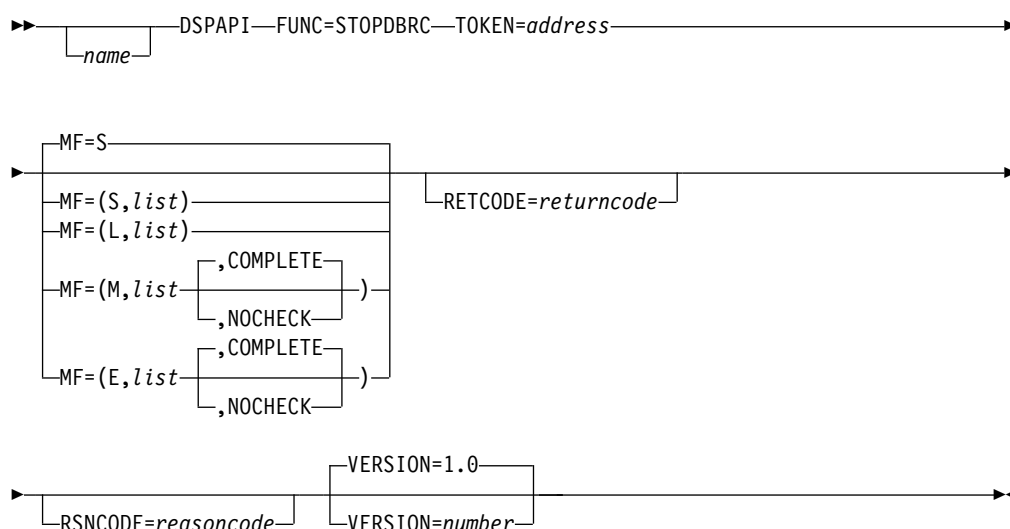 DSPAPI FUNC=STOPDBRC TOKEN=address
name
MF=S
MF=(S,list)
RETCODE=returncode
MF=(L,list)
,COMPLETE
MF=(M,list )
,NOCHECK
,COMPLETE
MF=(E,list )
,NOCHECK
VERSION=1.0
RSNCODE=reasoncode VERSION=number